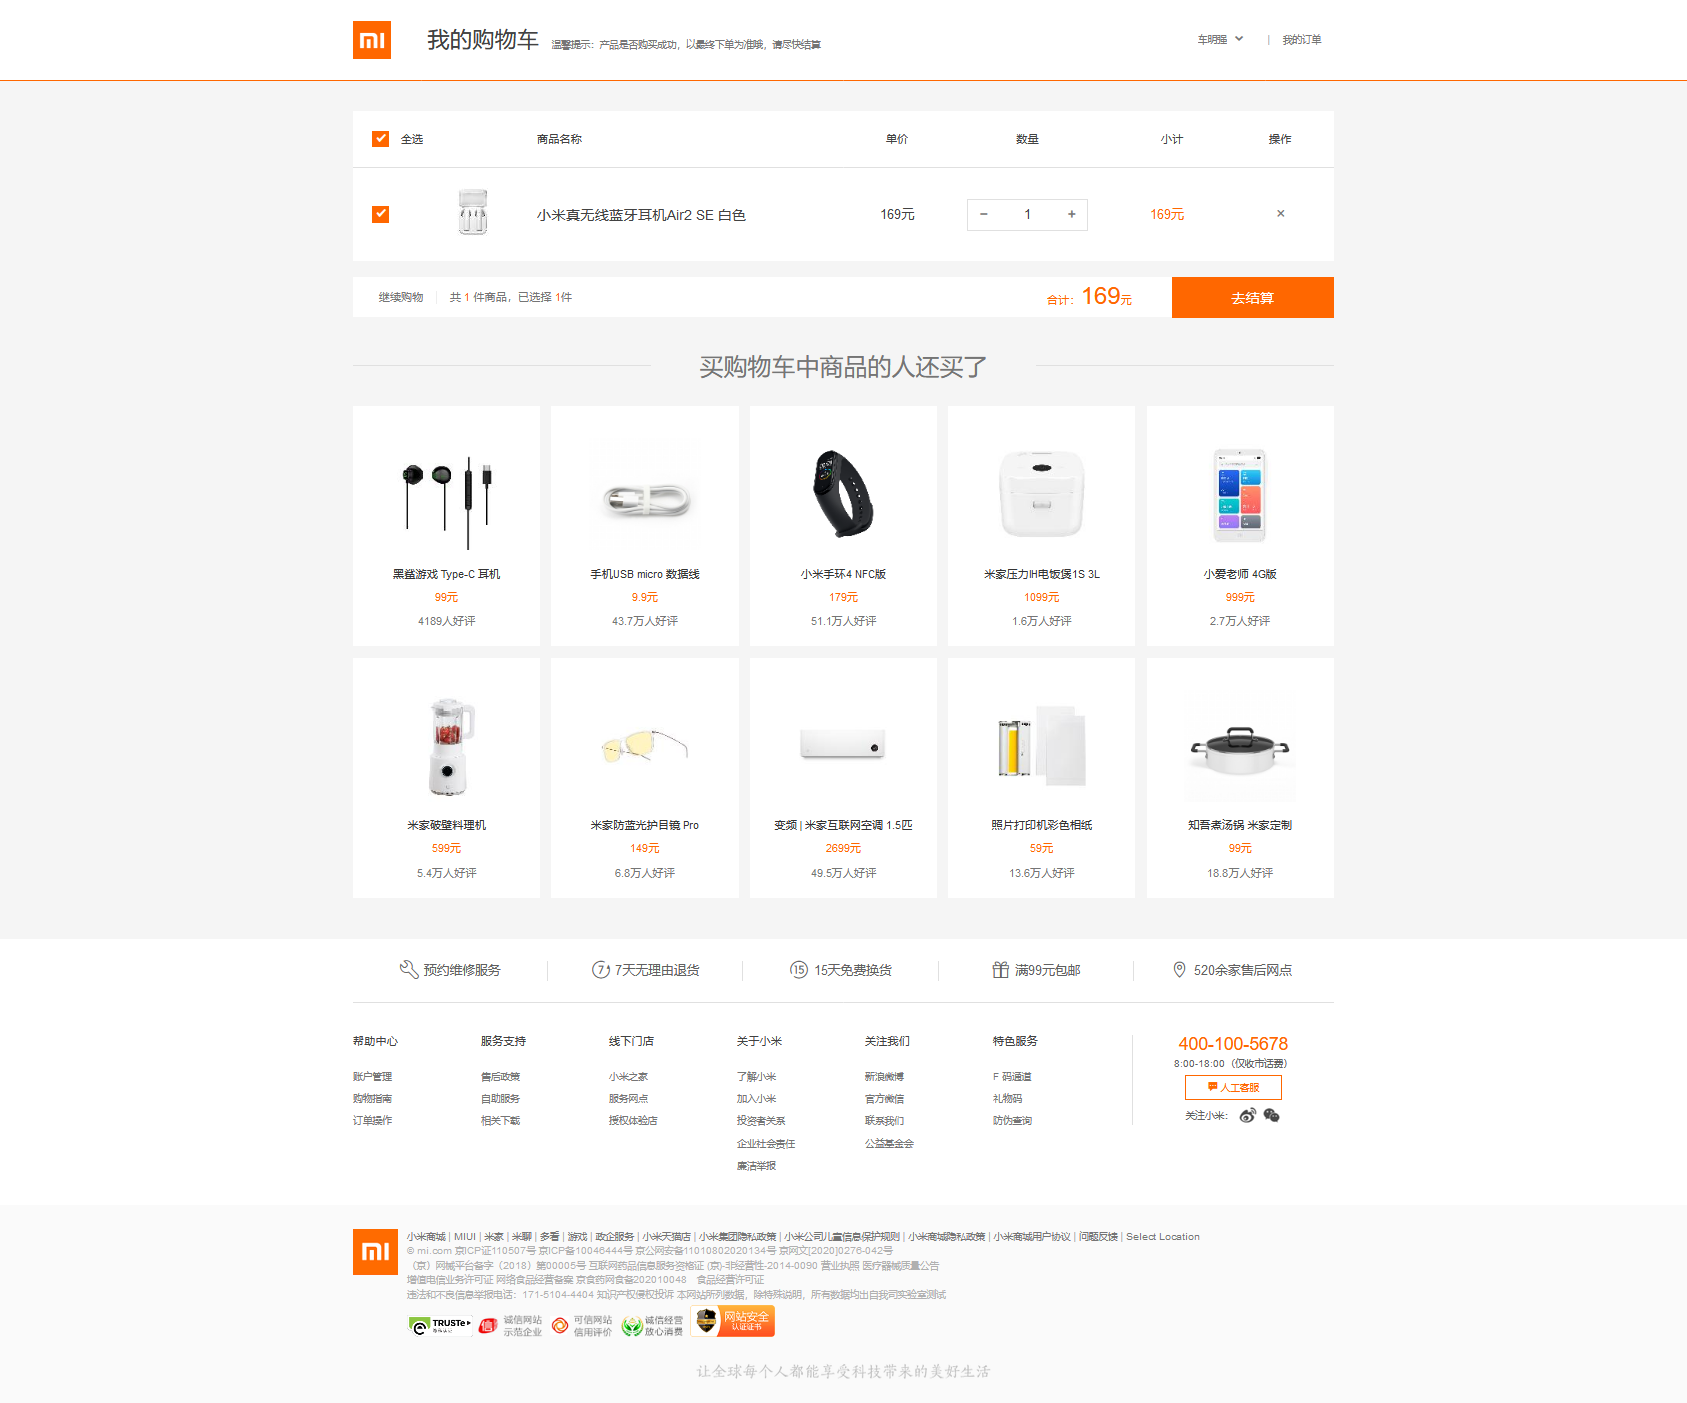 我的购物车 温馨提示：产品是否购买成功，以最终下单为准哦，请尽快结算
车明强 | 我的订单
全选 商品名称 单价 数量 小计 操作
小米真无线蓝牙耳机Air2 SE 白色 169元 − 1 + 169元 ×
继续购物 共 1 件商品，已选择 1件 合计：169元 去结算
买购物车中商品的人还买了
黑鲨游戏 Type-C 耳机 手机USB micro 数据线 小米手环4 NFC版 米家压力IH电饭煲1S 3L 小爱老师 4G版
99元 9.9元 179元 1099元 999元
4189人好评 43.7万人好评 51.1万人好评 1.6万人好评 2.7万人好评
米家破壁料理机 米家防蓝光护目镜 Pro 变频 | 米家互联网空调 1.5匹 照片打印机彩色相纸 知吾煮汤锅 米家定制
599元 149元 2699元 59元 99元
5.4万人好评 6.8万人好评 49.5万人好评 13.6万人好评 18.8万人好评
预约维修服务 7天无理由退货 15天免费换货 满99元包邮 520余家售后网点
帮助中心 服务支持 线下门店 关于小米 关注我们 特色服务 400-100-5678
8:00-18:00（仅收市话费）
账户管理 售后政策 小米之家 了解小米 新浪微博 F 码通道
人工客服
购物指南 自助服务 服务网点 加入小米 官方微信 礼物码
订单操作 相关下载 授权体验店 投资者关系 联系我们 防伪查询 关注小米：
企业社会责任 公益基金会
廉洁举报
小米商城 | MIUI | 米家 | 米聊 | 多看 | 游戏 | 政企服务 | 小米天猫店 | 小米集团隐私政策 | 小米公司儿童信息保护规则 | 小米商城隐私政策 | 小米商城用户协议 | 问题反馈 | Select Location
© mi.com 京ICP证110507号 京ICP备10046444号 京公网安备11010802020134号 京网文[2020]0276-042号
（京）网械平台备字（2018）第00005号 互联网药品信息服务资格证 (京)-非经营性-2014-0090 营业执照 医疗器械质量公告
增值电信业务许可证 网络食品经营备案 京食药网食备202010048 食品经营许可证
违法和不良信息举报电话：171-5104-4404 知识产权侵权投诉 本网站所列数据，除特殊说明，所有数据均出自我司实验室测试
TRUSTe 诚信网站 示范企业 可信网站 信用评价 诚信经营 放心消费 网站安全 认证证书
让全球每个人都能享受科技带来的美好生活